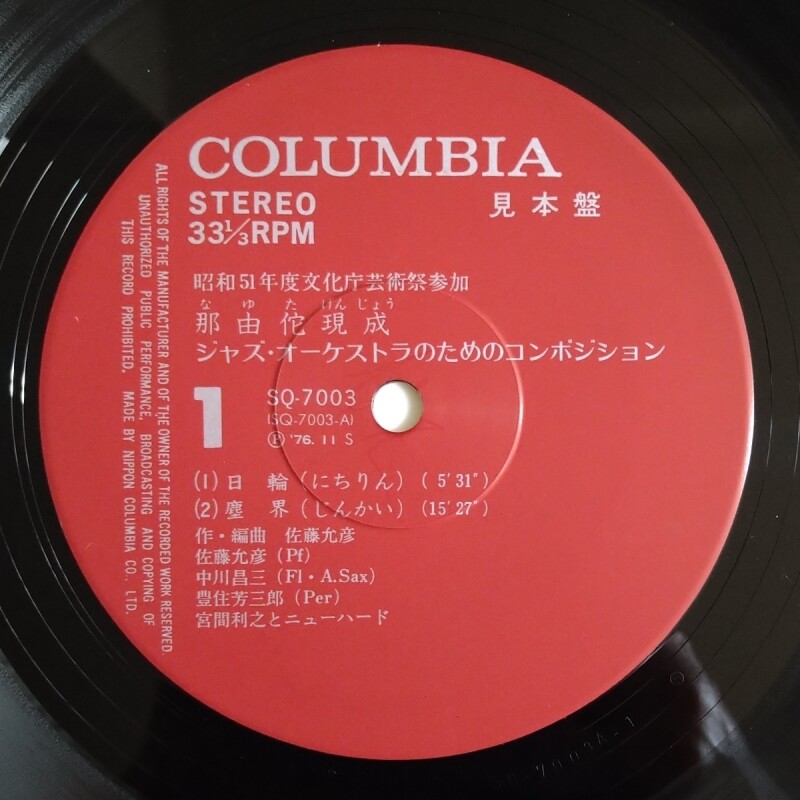 COLUMBIA
STEREO 見本盤
33⅓RPM
昭和51年度文化庁芸術祭参加
なゆたげんじょう
那由佗現成
ジャズ・オーケストラのためのコンポジション
1 SQ-7003
(SQ-7003-A)
Ⓟ '76.11 S
(1)日輪(にちりん)(5'31")
(2)塵界(じんかい)(15'27")
作・編曲 佐藤允彦
佐藤允彦(Pf)
中川昌三(Fl・A.Sax)
豊住芳三郎(Per)
宮間利之とニューハード
ALL RIGHTS OF THE MANUFACTURER AND OF THE OWNER OF THE RECORDED WORK RESERVED.
UNAUTHORIZED PUBLIC PERFORMANCE, BROADCASTING AND COPYING OF
THIS RECORD PROHIBITED. MADE BY NIPPON COLUMBIA CO., LTD.
7003A-1